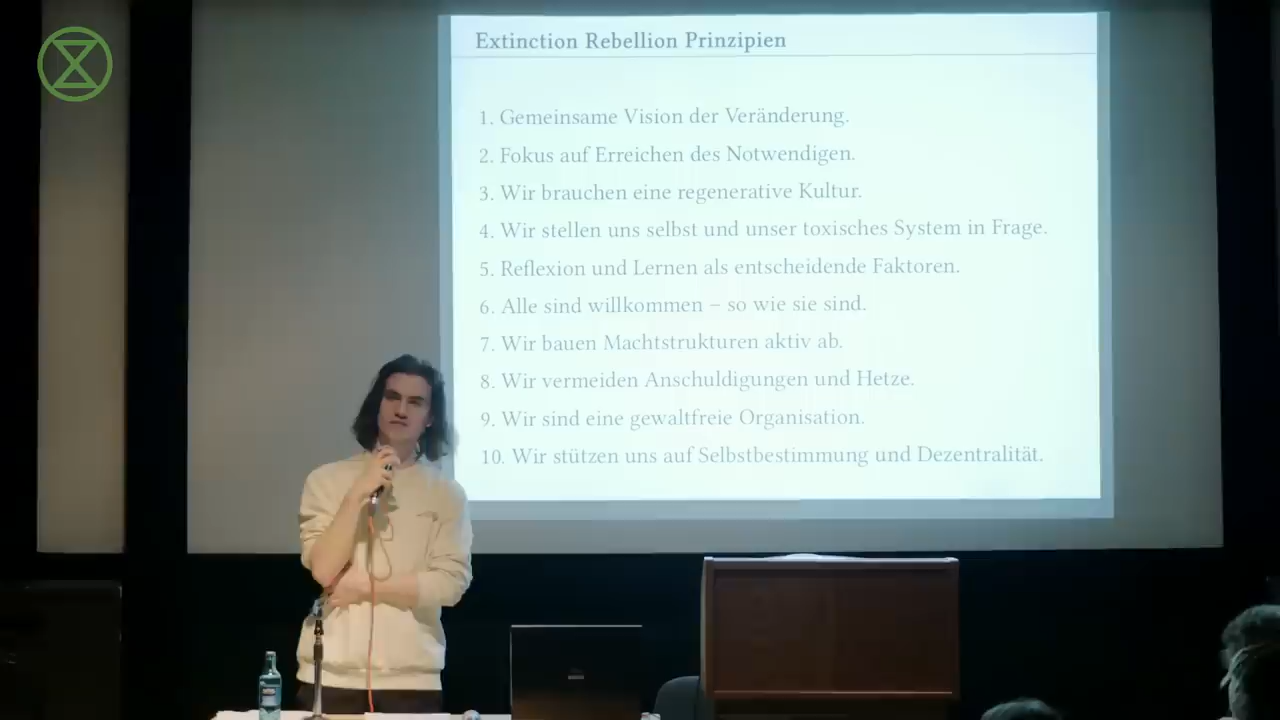 Extinction Rebellion Prinzipien
1. Gemeinsame Vision der Veränderung.
2. Fokus auf Erreichen des Notwendigen.
3. Wir brauchen eine regenerative Kultur.
4. Wir stellen uns selbst und unser toxisches System in Frage.
5. Reflexion und Lernen als entscheidende Faktoren.
6. Alle sind willkommen – so wie sie sind.
7. Wir bauen Machtstrukturen aktiv ab.
8. Wir vermeiden Anschuldigungen und Hetze.
9. Wir sind eine gewaltfreie Organisation.
10. Wir stützen uns auf Selbstbestimmung und Dezentralität.